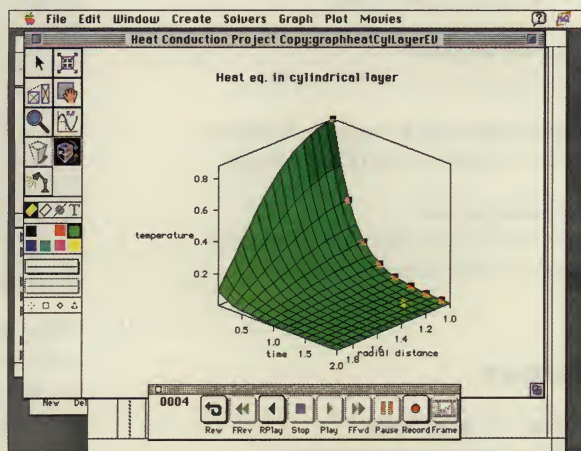 File Edit Window Create Solvers Graph Plot Movies
Heat Conduction Project Copy:graphheatCylLayerEV
Heat eq. in cylindrical layer
0.8
0.6
temperature 0.4
0.2
0.5
1.0
time 1.5
2.0 1.8 1.6 1.4 1.2 1.0
radial distance
T
New Del
0004
Rew FRev RPlay Stop Play FFwd Pause Record Frame